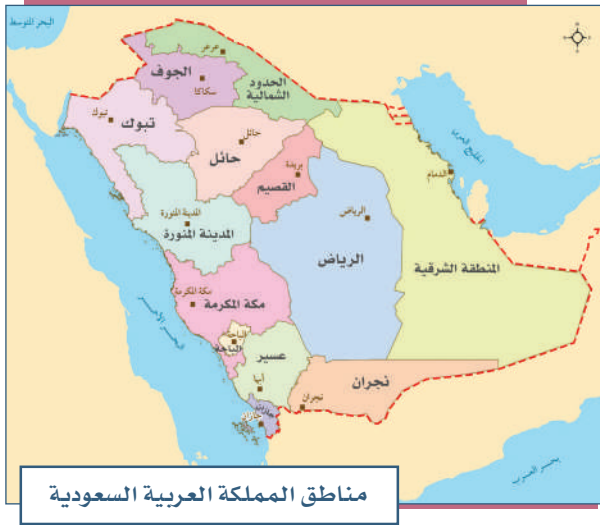 البحر المتوسط
عرعر
الجوف
سكاكا
الحدود
الشمالية
تبوك
تبوك
حائل
حائل
بريدة
القصيم
الخليج العربي
الدمام
المدينة المنورة
المدينة المنورة
الرياض
الرياض
المنطقة الشرقية
مكة المكرمة
مكة المكرمة
البحر الأحمر
الباحة
الباحة
عسير
أبها
نجران
نجران
جازان
جازان
بحر العرب
مناطق المملكة العربية السعودية